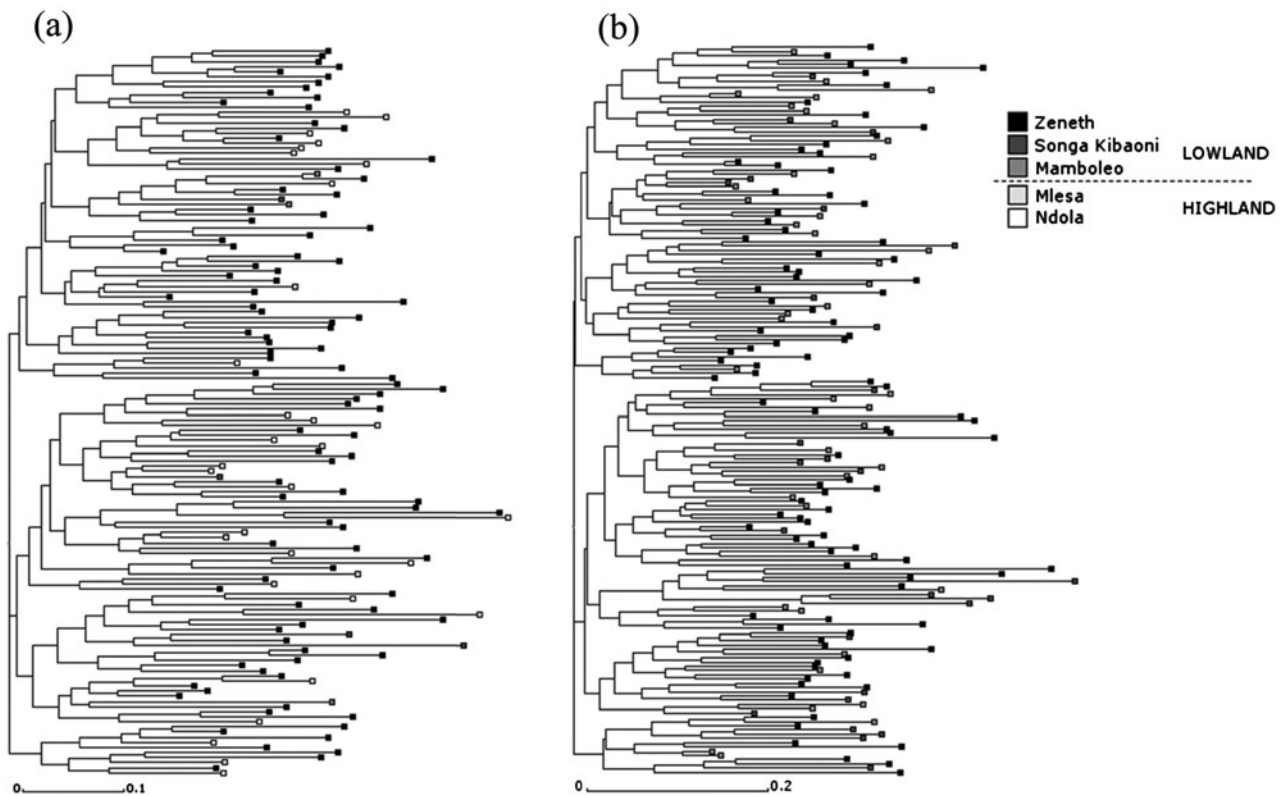 (a)
(b)
Zeneth
Songa Kibaoni
LOWLAND
Mamboleo
Mlesa
HIGHLAND
Ndola
0 0.1
0 0.2